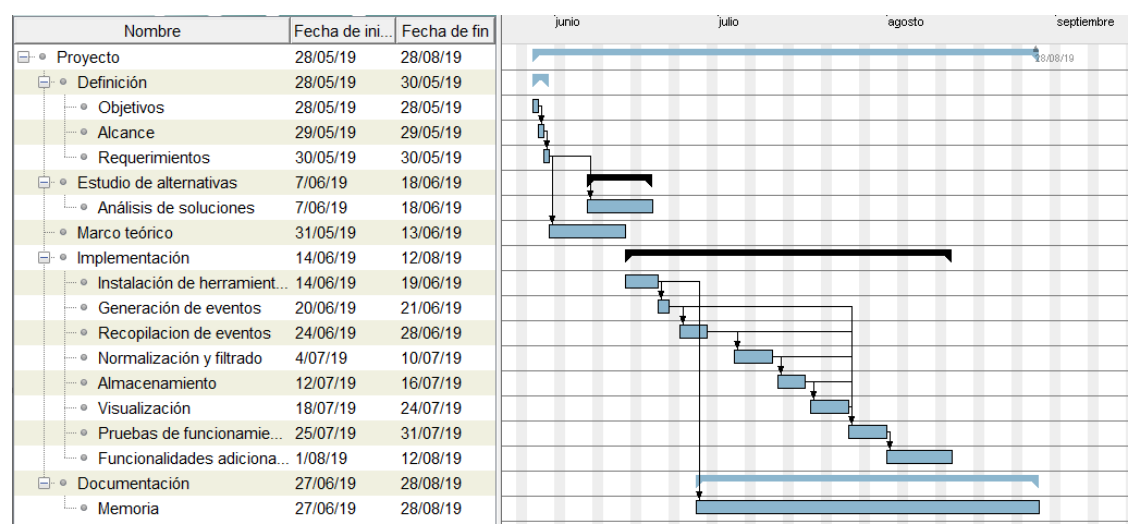 Nombre Fecha de ini... Fecha de fin junio julio agosto septiembre
Proyecto 28/05/19 28/08/19 28/08/19
Definición 28/05/19 30/05/19
Objetivos 28/05/19 28/05/19
Alcance 29/05/19 29/05/19
Requerimientos 30/05/19 30/05/19
Estudio de alternativas 7/06/19 18/06/19
Análisis de soluciones 7/06/19 18/06/19
Marco teórico 31/05/19 13/06/19
Implementación 14/06/19 12/08/19
Instalación de herramient... 14/06/19 19/06/19
Generación de eventos 20/06/19 21/06/19
Recopilacion de eventos 24/06/19 28/06/19
Normalización y filtrado 4/07/19 10/07/19
Almacenamiento 12/07/19 16/07/19
Visualización 18/07/19 24/07/19
Pruebas de funcionamie... 25/07/19 31/07/19
Funcionalidades adiciona... 1/08/19 12/08/19
Documentación 27/06/19 28/08/19
Memoria 27/06/19 28/08/19